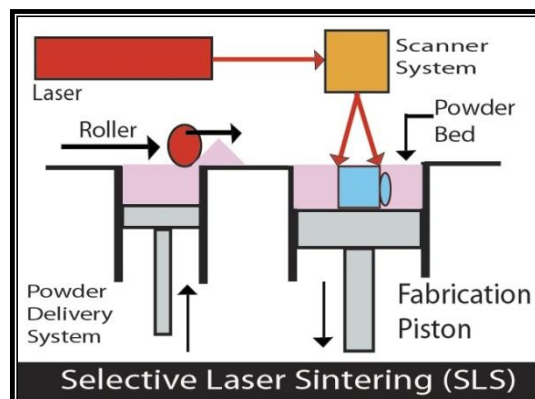 Laser
Scanner
System
Roller
Powder
Bed
Powder
Delivery
System
Fabrication
Piston
Selective Laser Sintering (SLS)